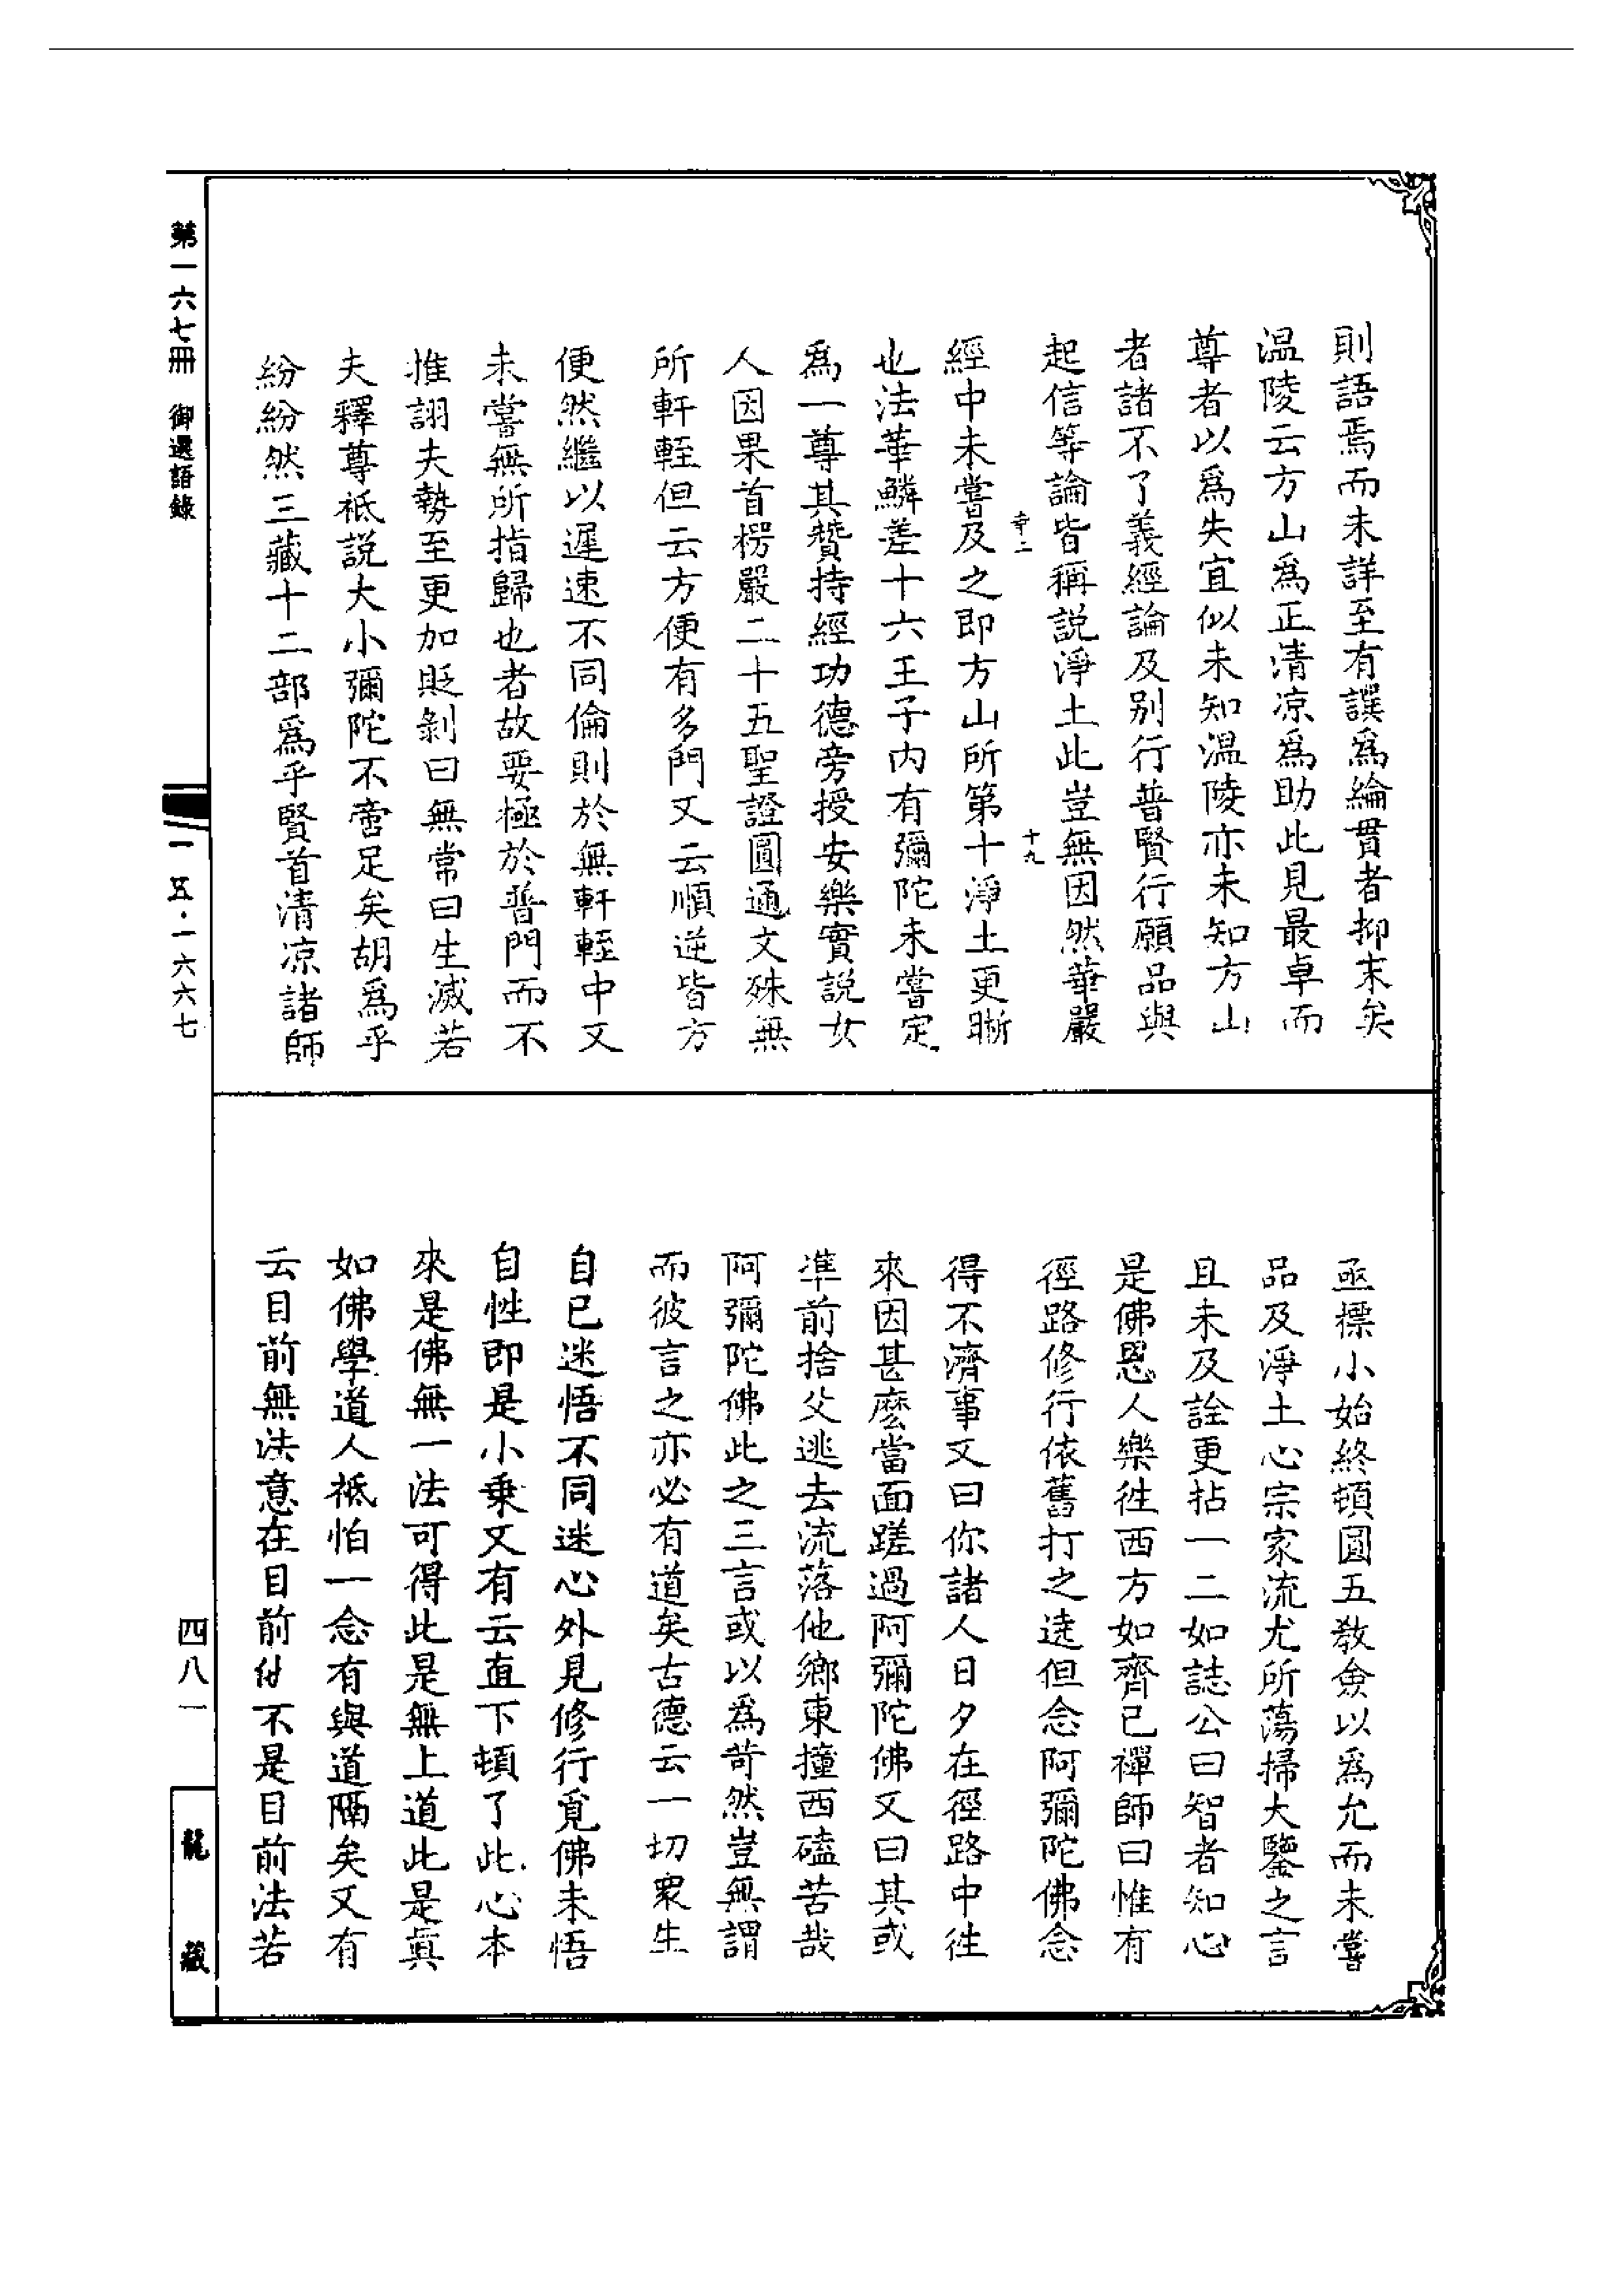 則語焉而未詳至有譔為綸貫者抑末矣
温陵云方山為正清凉為助此見最卓而
尊者以為失宜似未知温陵亦未知方山
者諸不了義經論及别行普賢行願品與
起信等論皆稱説淨土此豈無因然華嚴
十九
經中未嘗及之即方山所第十淨土更晣
也法華鱗差十六王子内有彌陀未嘗定
為一尊其贊持經功德旁授安樂實説女
人因果首楞嚴二十五聖證圓通文殊無
所軒輊但云方便有多門又云順逆皆方
便然繼以遲速不同倫則於無軒輊中又
未嘗無所指歸也者故要極於普門而不
推詡夫勢至更加貶剝曰無常曰生滅若
夫釋尊衹説大小彌陀不啻足矣胡為乎
紛紛然三藏十二部為乎賢首清凉諸師
亟標小始終頓圓五教僉以為允而未嘗
品及淨土心宗家流尤所蕩掃大鑒之言
且未及詮更拈一二如誌公曰智者知心
是佛愚人樂往西方如齊己禪師曰惟有
徑路修行依舊打之遶但念阿彌陀佛念
得不濟事又曰你諸人日夕在徑路中往
來因甚麽當面蹉過阿彌陀佛又曰其或
準前捨父逃去流落他鄉東撞西磕苦哉
阿彌陀佛此之三言或以為苛然豈無謂
而彼言之亦必有道矣古德云一切衆生
自己迷悟不同迷心外見修行覓佛未悟
自性即是小乗又有云直下頓了此心本
來是佛無一法可得此是無上道此是眞
如佛學道人衹怕一念有與道隔矣又有
云目前無法意在目前付不是目前法若
第一六七冊 御選語錄
一五·一六六七
四八一
龍藏